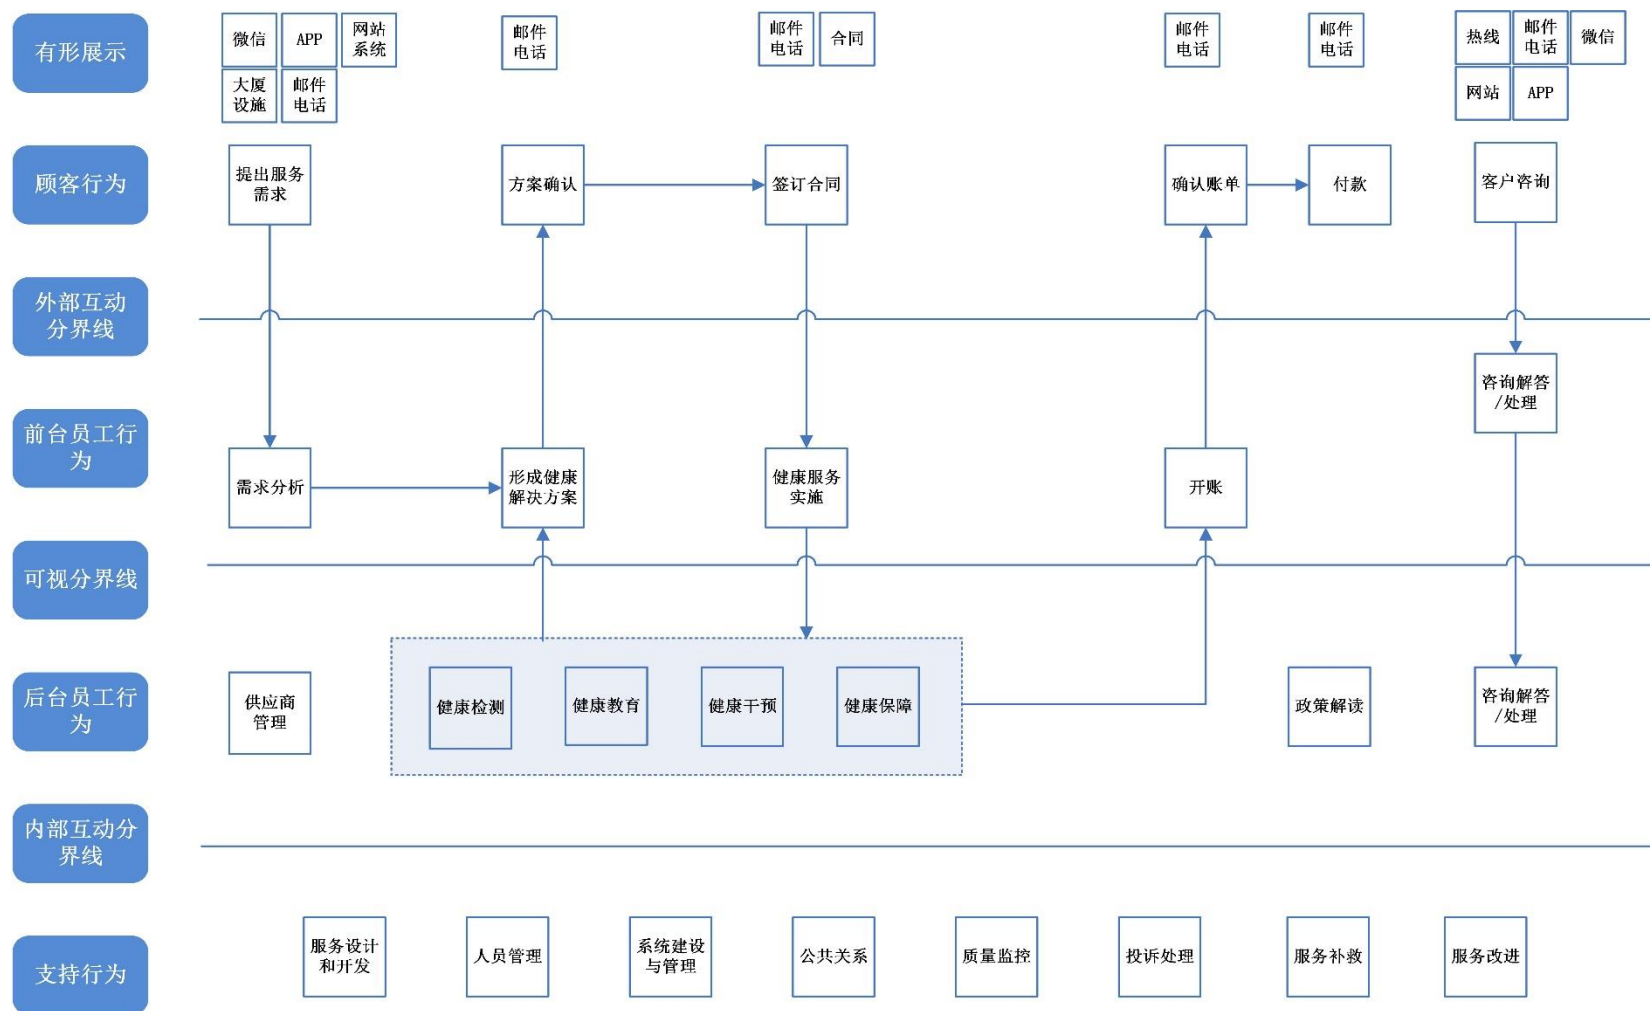 有形展示
微信
APP
网站
系统
大厦
设施
邮件
电话
邮件
电话
邮件
电话
合同
邮件
电话
邮件
电话
热线
邮件
电话
微信
网站
APP
顾客行为
提出服务
需求
方案确认
签订合同
确认账单
付款
客户咨询
外部互动
分界线
前台员工行
为
需求分析
形成健康
解决方案
健康服务
实施
开账
咨询解答
/处理
可视分界线
后台员工行
为
供应商
管理
健康检测
健康教育
健康干预
健康保障
政策解读
咨询解答
/处理
内部互动分
界线
支持行为
服务设计
和开发
人员管理
系统建设
与管理
公共关系
质量监控
投诉处理
服务补救
服务改进